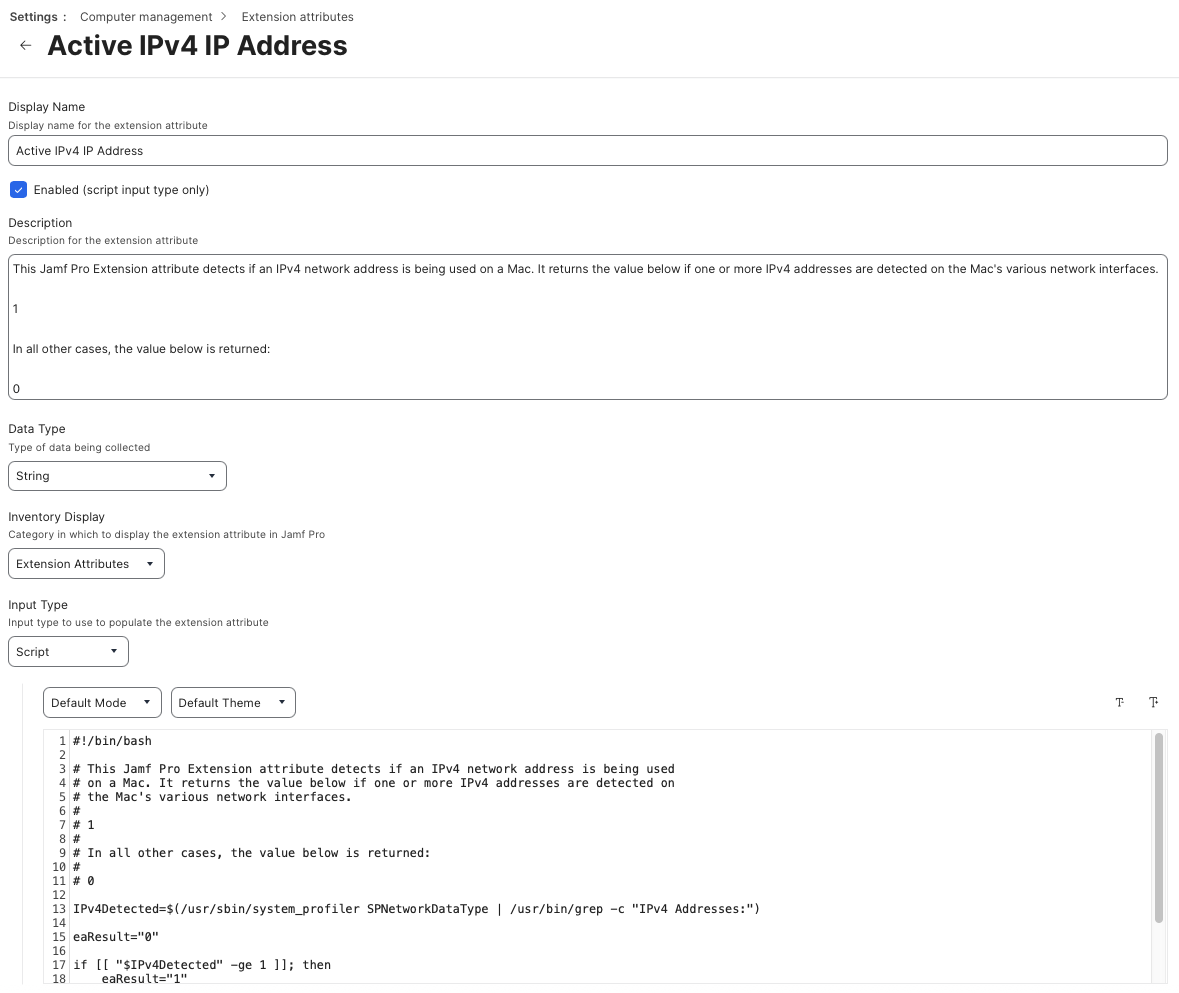 Settings : Computer management > Extension attributes
← Active IPv4 IP Address
Display Name
Display name for the extension attribute
Active IPv4 IP Address
Enabled (script input type only)
Description
Description for the extension attribute
This Jamf Pro Extension attribute detects if an IPv4 network address is being used on a Mac. It returns the value below if one or more IPv4 addresses are detected on the Mac's various network interfaces.
1
In all other cases, the value below is returned:
0
Data Type
Type of data being collected
String
Inventory Display
Category in which to display the extension attribute in Jamf Pro
Extension Attributes
Input Type
Input type to use to populate the extension attribute
Script
Default Mode Default Theme
1 #!/bin/bash
2
3 # This Jamf Pro Extension attribute detects if an IPv4 network address is being used
4 # on a Mac. It returns the value below if one or more IPv4 addresses are detected on
5 # the Mac's various network interfaces.
6 #
7 # 1
8 #
9 # In all other cases, the value below is returned:
10 #
11 # 0
12
13 IPv4Detected=$(/usr/sbin/system_profiler SPNetworkDataType | /usr/bin/grep -c "IPv4 Addresses:")
14
15 eaResult="0"
16
17 if [[ "$IPv4Detected" -ge 1 ]]; then
18     eaResult="1"